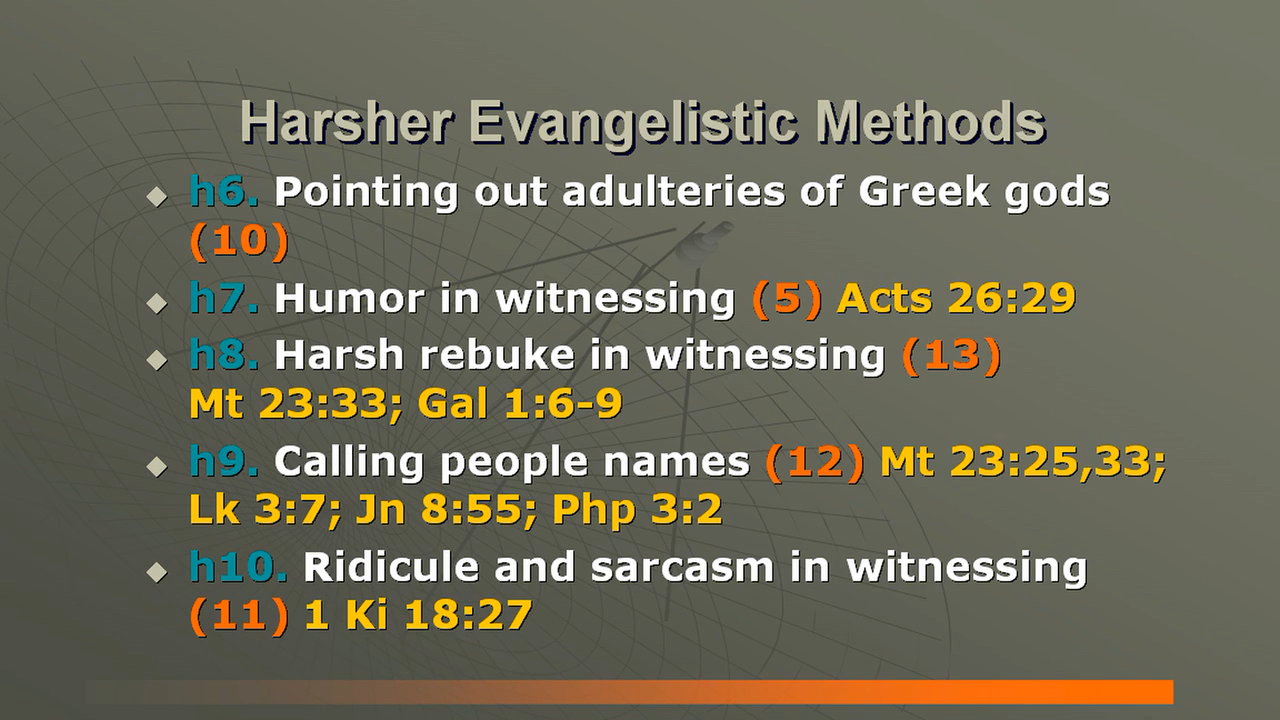 Harsher Evangelistic Methods
h6. Pointing out adulteries of Greek gods
(10)
h7. Humor in witnessing (5) Acts 26:29
h8. Harsh rebuke in witnessing (13)
Mt 23:33; Gal 1:6-9
h9. Calling people names (12) Mt 23:25,33;
Lk 3:7; Jn 8:55; Php 3:2
h10. Ridicule and sarcasm in witnessing
(11) 1 Ki 18:27